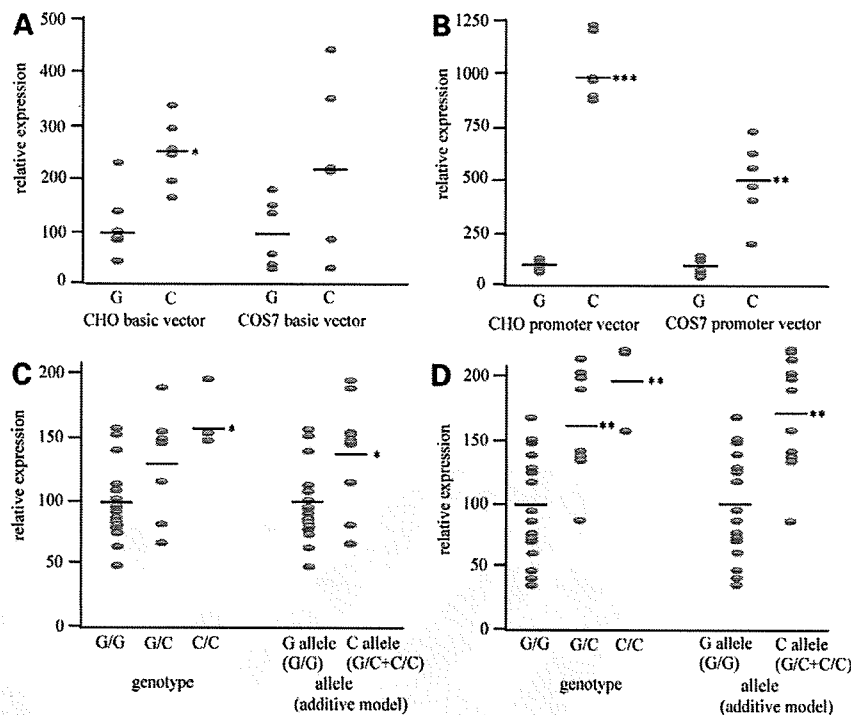 A
500
400
300
200
100
0
relative expression
*
G
C
G
C
CHO basic vector
COS7 basic vector
B
1250
1000
750
500
250
0
relative expression
***
**
G
C
G
C
CHO promoter vector
COS7 promoter vector
C
200
150
100
50
0
relative expression
*
*
G/G
G/C
C/C
G allele
(G/G)
C allele
(G/C+C/C)
genotype
allele
(additive model)
D
200
150
100
50
0
relative expression
**
**
**
G/G
G/C
C/C
G allele
(G/G)
C allele
(G/C+C/C)
genotype
allele
(additive model)